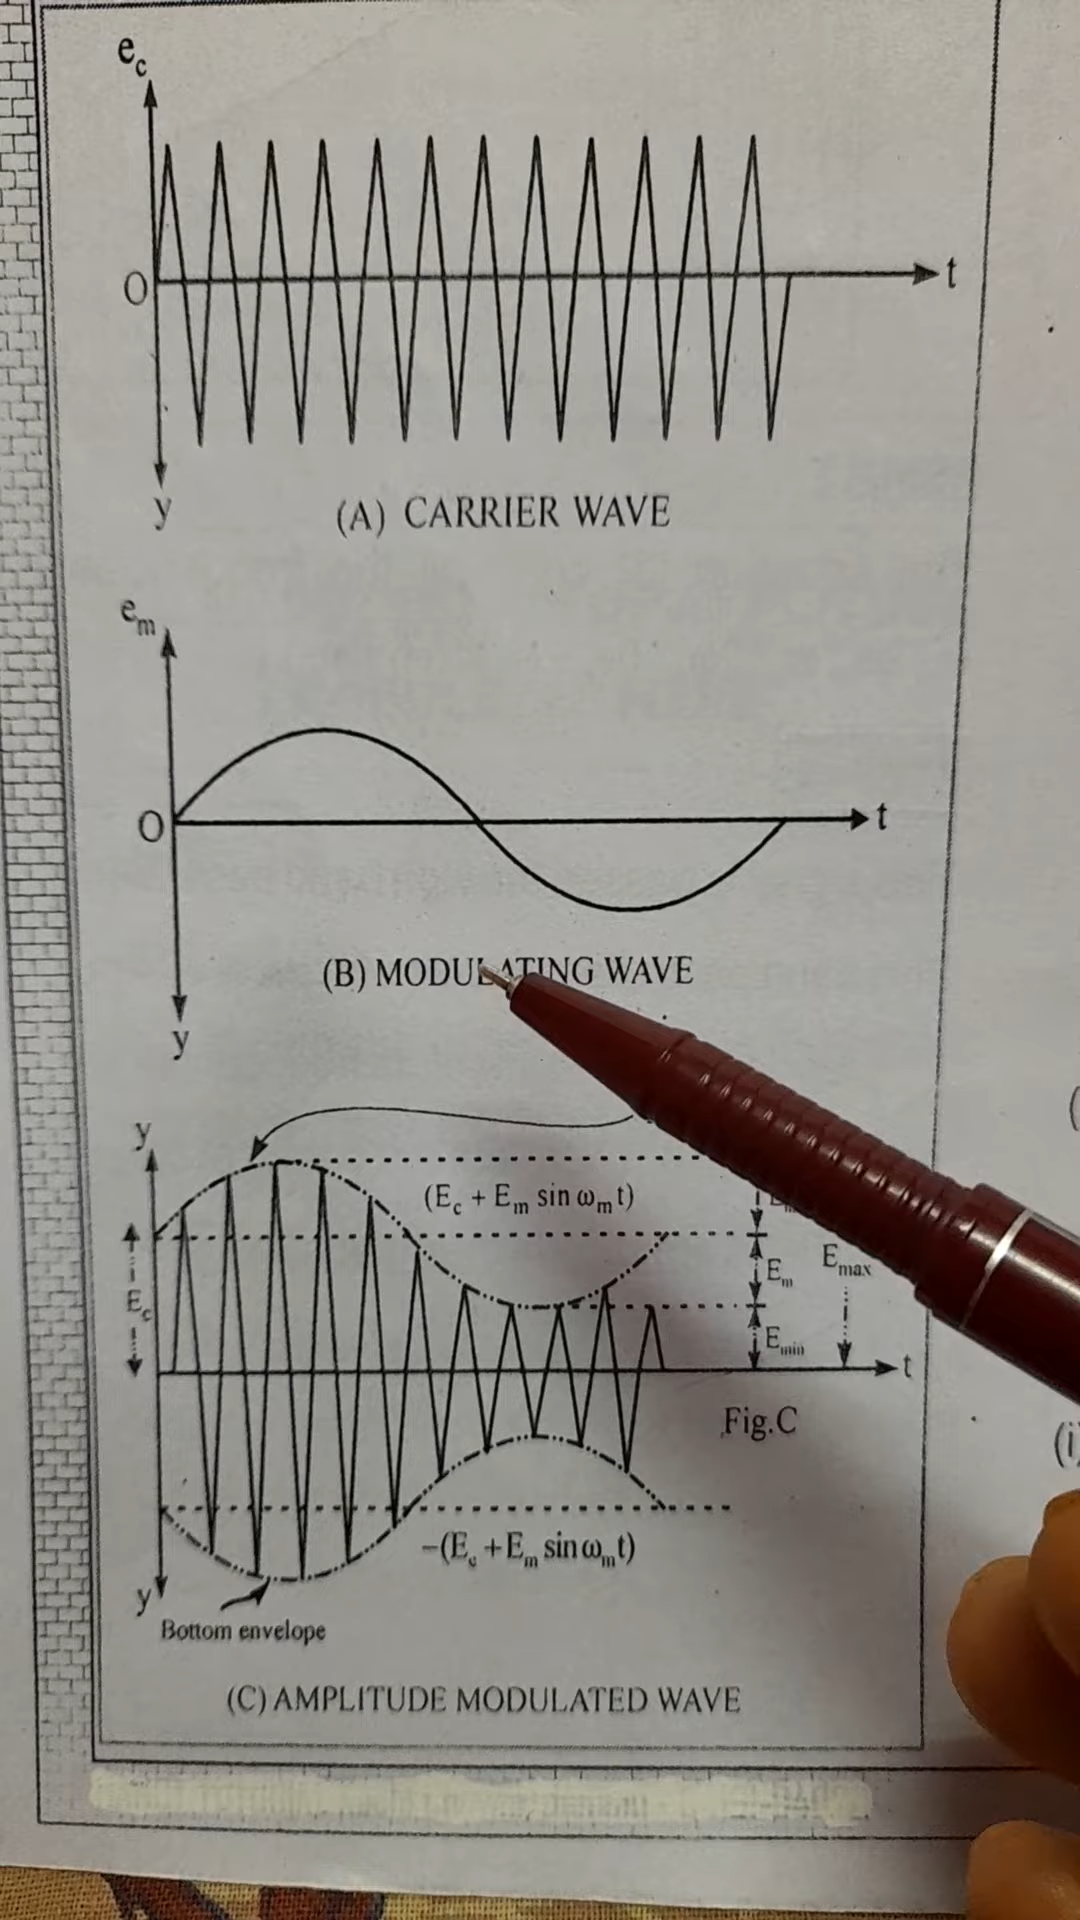 e_c
O
t
y
(A) CARRIER WAVE
e_m
O
t
(B) MODULATING WAVE
y
y
(E_c + E_m sin ω_m t)
E_c
E_m
E_max
E_min
t
Fig.C
-(E_c + E_m sin ω_m t)
y
Bottom envelope
(C) AMPLITUDE MODULATED WAVE